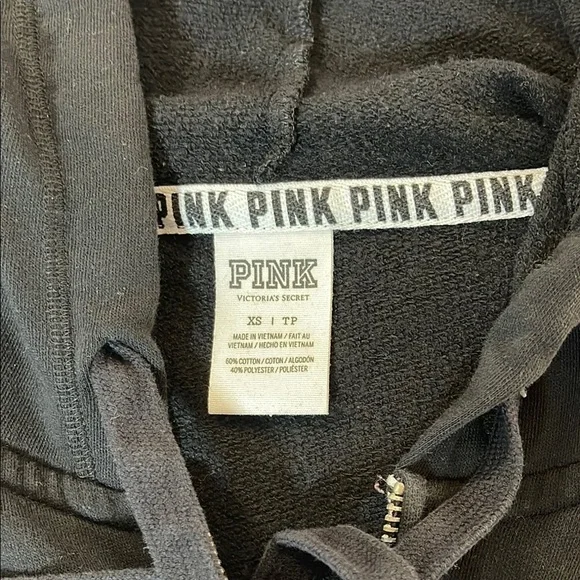 PINK PINK PINK PINK
PINK
VICTORIA'S SECRET
XS | TP
MADE IN VIETNAM / FAIT AU
VIETNAM / HECHO EN VIETNAM
60% COTTON / COTON / ALGODÓN
40% POLYESTER / POLIÉSTER